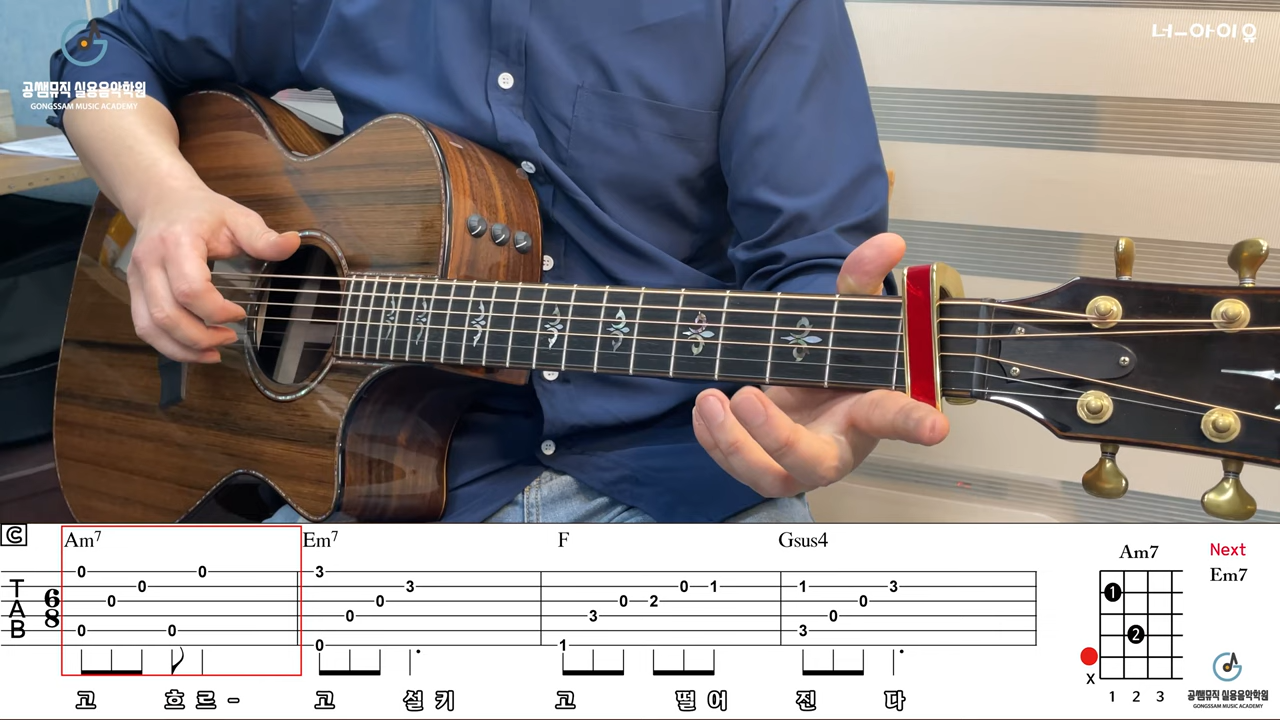 공쌤뮤직 실용음악학원
GONGSSAM MUSIC ACADEMY
너-아이유
C
Am7 Em7 F Gsus4
0 0 3
T 0 3 0 1 1 3
A 6 0 0 0 2 0
8 0 3 0
B 0 0 3
0 1
고 흐르- 고 설키 고 떨어 진 다
Am7
1
2
X
1 2 3
Next
Em7
공쌤뮤직 실용음악학원
GONGSSAM MUSIC ACADEMY